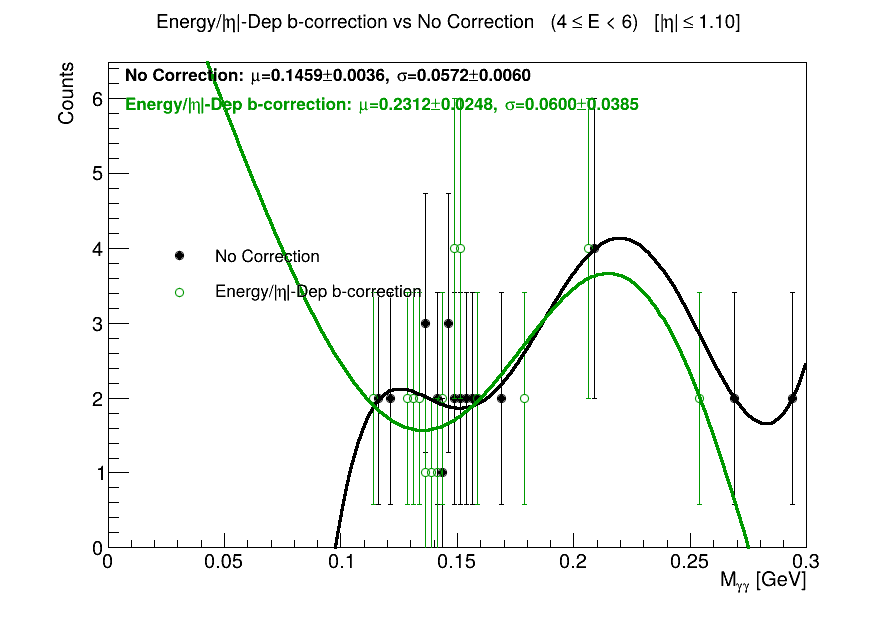 Energy/|η|-Dep b-correction vs No Correction (4 ≤ E < 6) [|η| ≤ 1.10]
Counts
No Correction: μ=0.1459±0.0036, σ=0.0572±0.0060
Energy/|η|-Dep b-correction: μ=0.2312±0.0248, σ=0.0600±0.0385
6
5
4
3
2
1
0
No Correction
Energy/|η|-Dep b-correction
0 0.05 0.1 0.15 0.2 0.25 0.3
Mγγ [GeV]